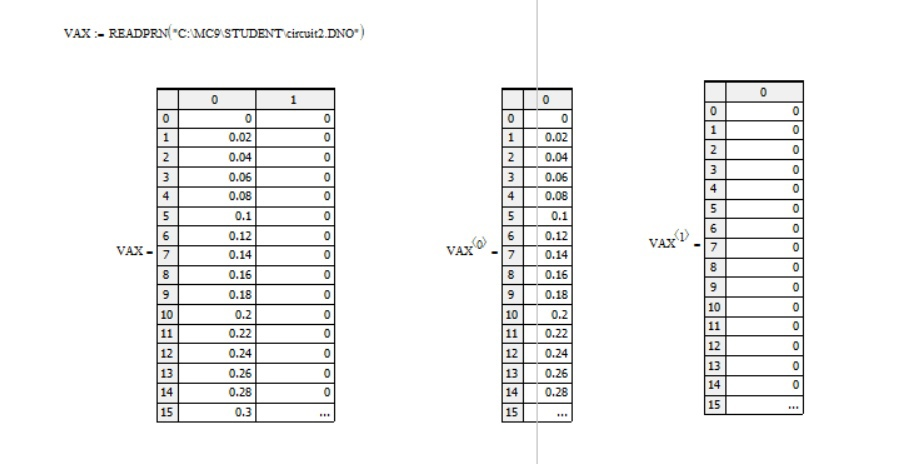 VAX := READPRN("C:\MC9\STUDENT\circuit2.DNO")
VAX =
0 1
0 0 0
1 0.02 0
2 0.04 0
3 0.06 0
4 0.08 0
5 0.1 0
6 0.12 0
7 0.14 0
8 0.16 0
9 0.18 0
10 0.2 0
11 0.22 0
12 0.24 0
13 0.26 0
14 0.28 0
15 0.3 ...
VAX⟨0⟩ =
0
0 0
1 0.02
2 0.04
3 0.06
4 0.08
5 0.1
6 0.12
7 0.14
8 0.16
9 0.18
10 0.2
11 0.22
12 0.24
13 0.26
14 0.28
15 ...
VAX⟨1⟩ =
0
0 0
1 0
2 0
3 0
4 0
5 0
6 0
7 0
8 0
9 0
10 0
11 0
12 0
13 0
14 0
15 ...